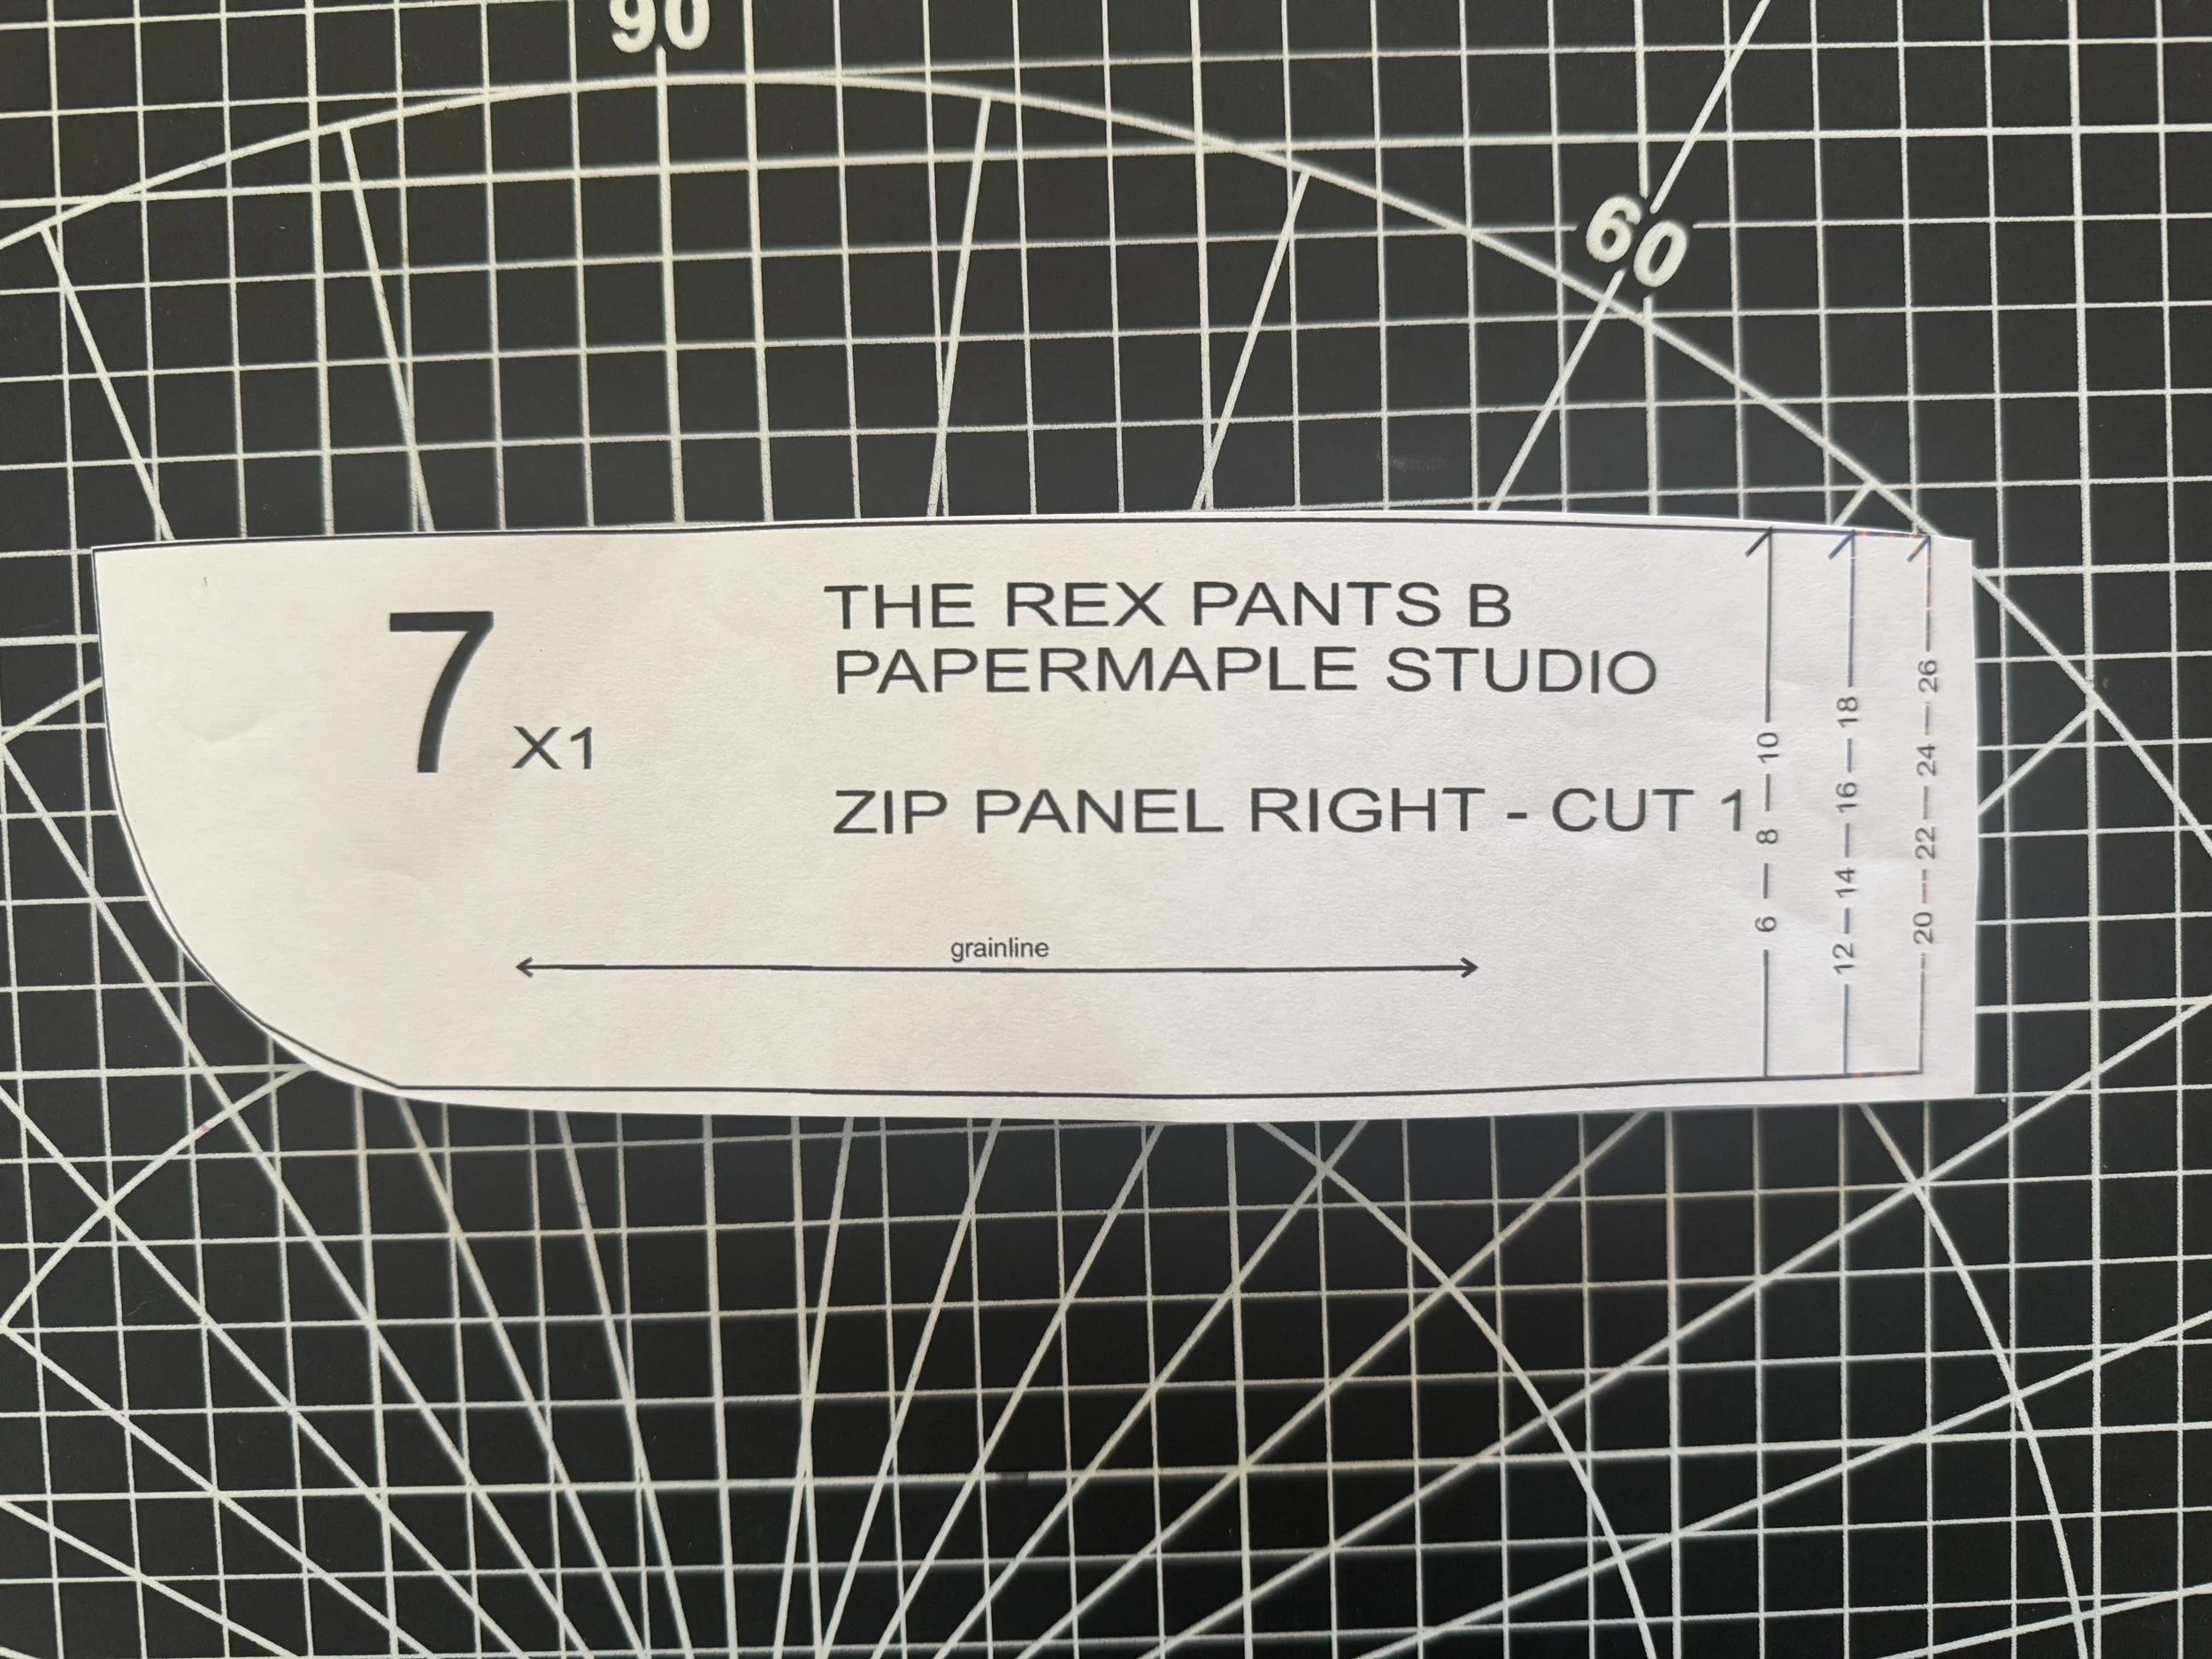 90
60
7 X1
THE REX PANTS B
PAPERMAPLE STUDIO
ZIP PANEL RIGHT - CUT 1
grainline
6 — 8 — 10
12 — 14 — 16 — 18
20 — 22 — 24 — 26